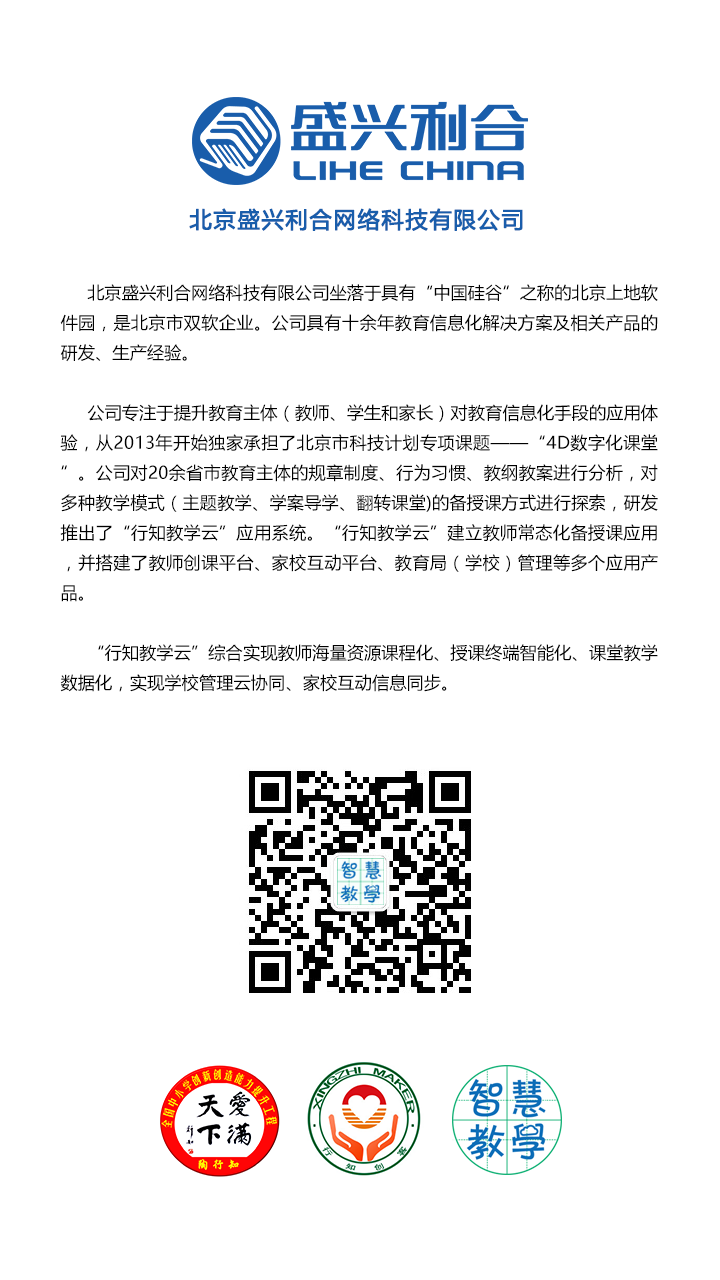 盛兴利合
LIHE CHINA
北京盛兴利合网络科技有限公司
北京盛兴利合网络科技有限公司坐落于具有“中国硅谷”之称的北京上地软
件园，是北京市双软企业。公司具有十余年教育信息化解决方案及相关产品的
研发、生产经验。
公司专注于提升教育主体（教师、学生和家长）对教育信息化手段的应用体
验，从2013年开始独家承担了北京市科技计划专项课题——“4D数字化课堂
”。公司对20余省市教育主体的规章制度、行为习惯、教纲教案进行分析，对
多种教学模式（主题教学、学案导学、翻转课堂)的备授课方式进行探索，研发
推出了“行知教学云”应用系统。“行知教学云”建立教师常态化备授课应用
，并搭建了教师创课平台、家校互动平台、教育局（学校）管理等多个应用产
品。
“行知教学云”综合实现教师海量资源课程化、授课终端智能化、课堂教学
数据化，实现学校管理云协同、家校互动信息同步。
智慧
教學
全国中小学创新创造能力提升工程
愛滿
天下
陶行知
XINGZHI MAKER
行知创客
智慧
教學